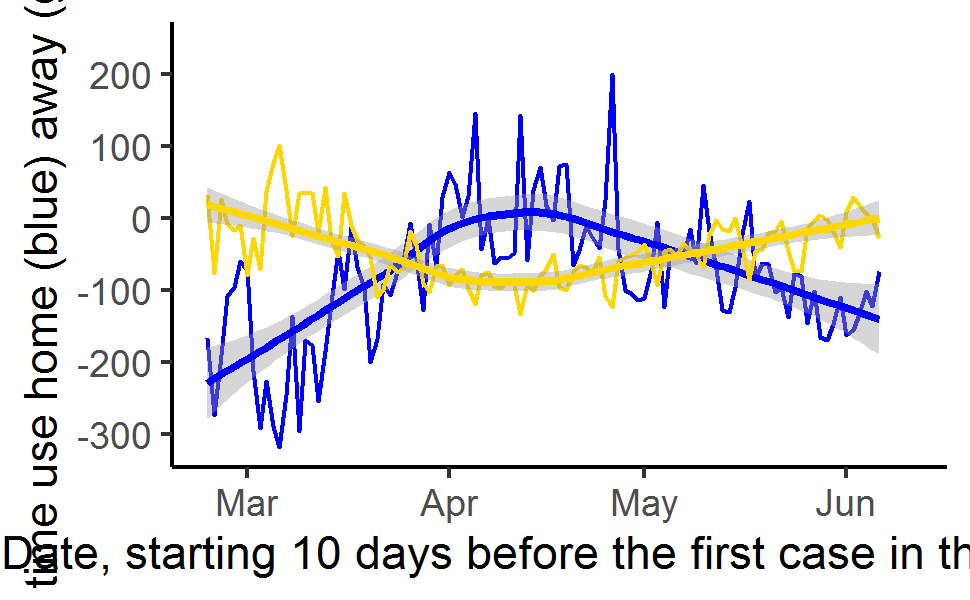 time use home (blue) away (
200
100
0
-100
-200
-300
Mar Apr May Jun
Date, starting 10 days before the first case in th